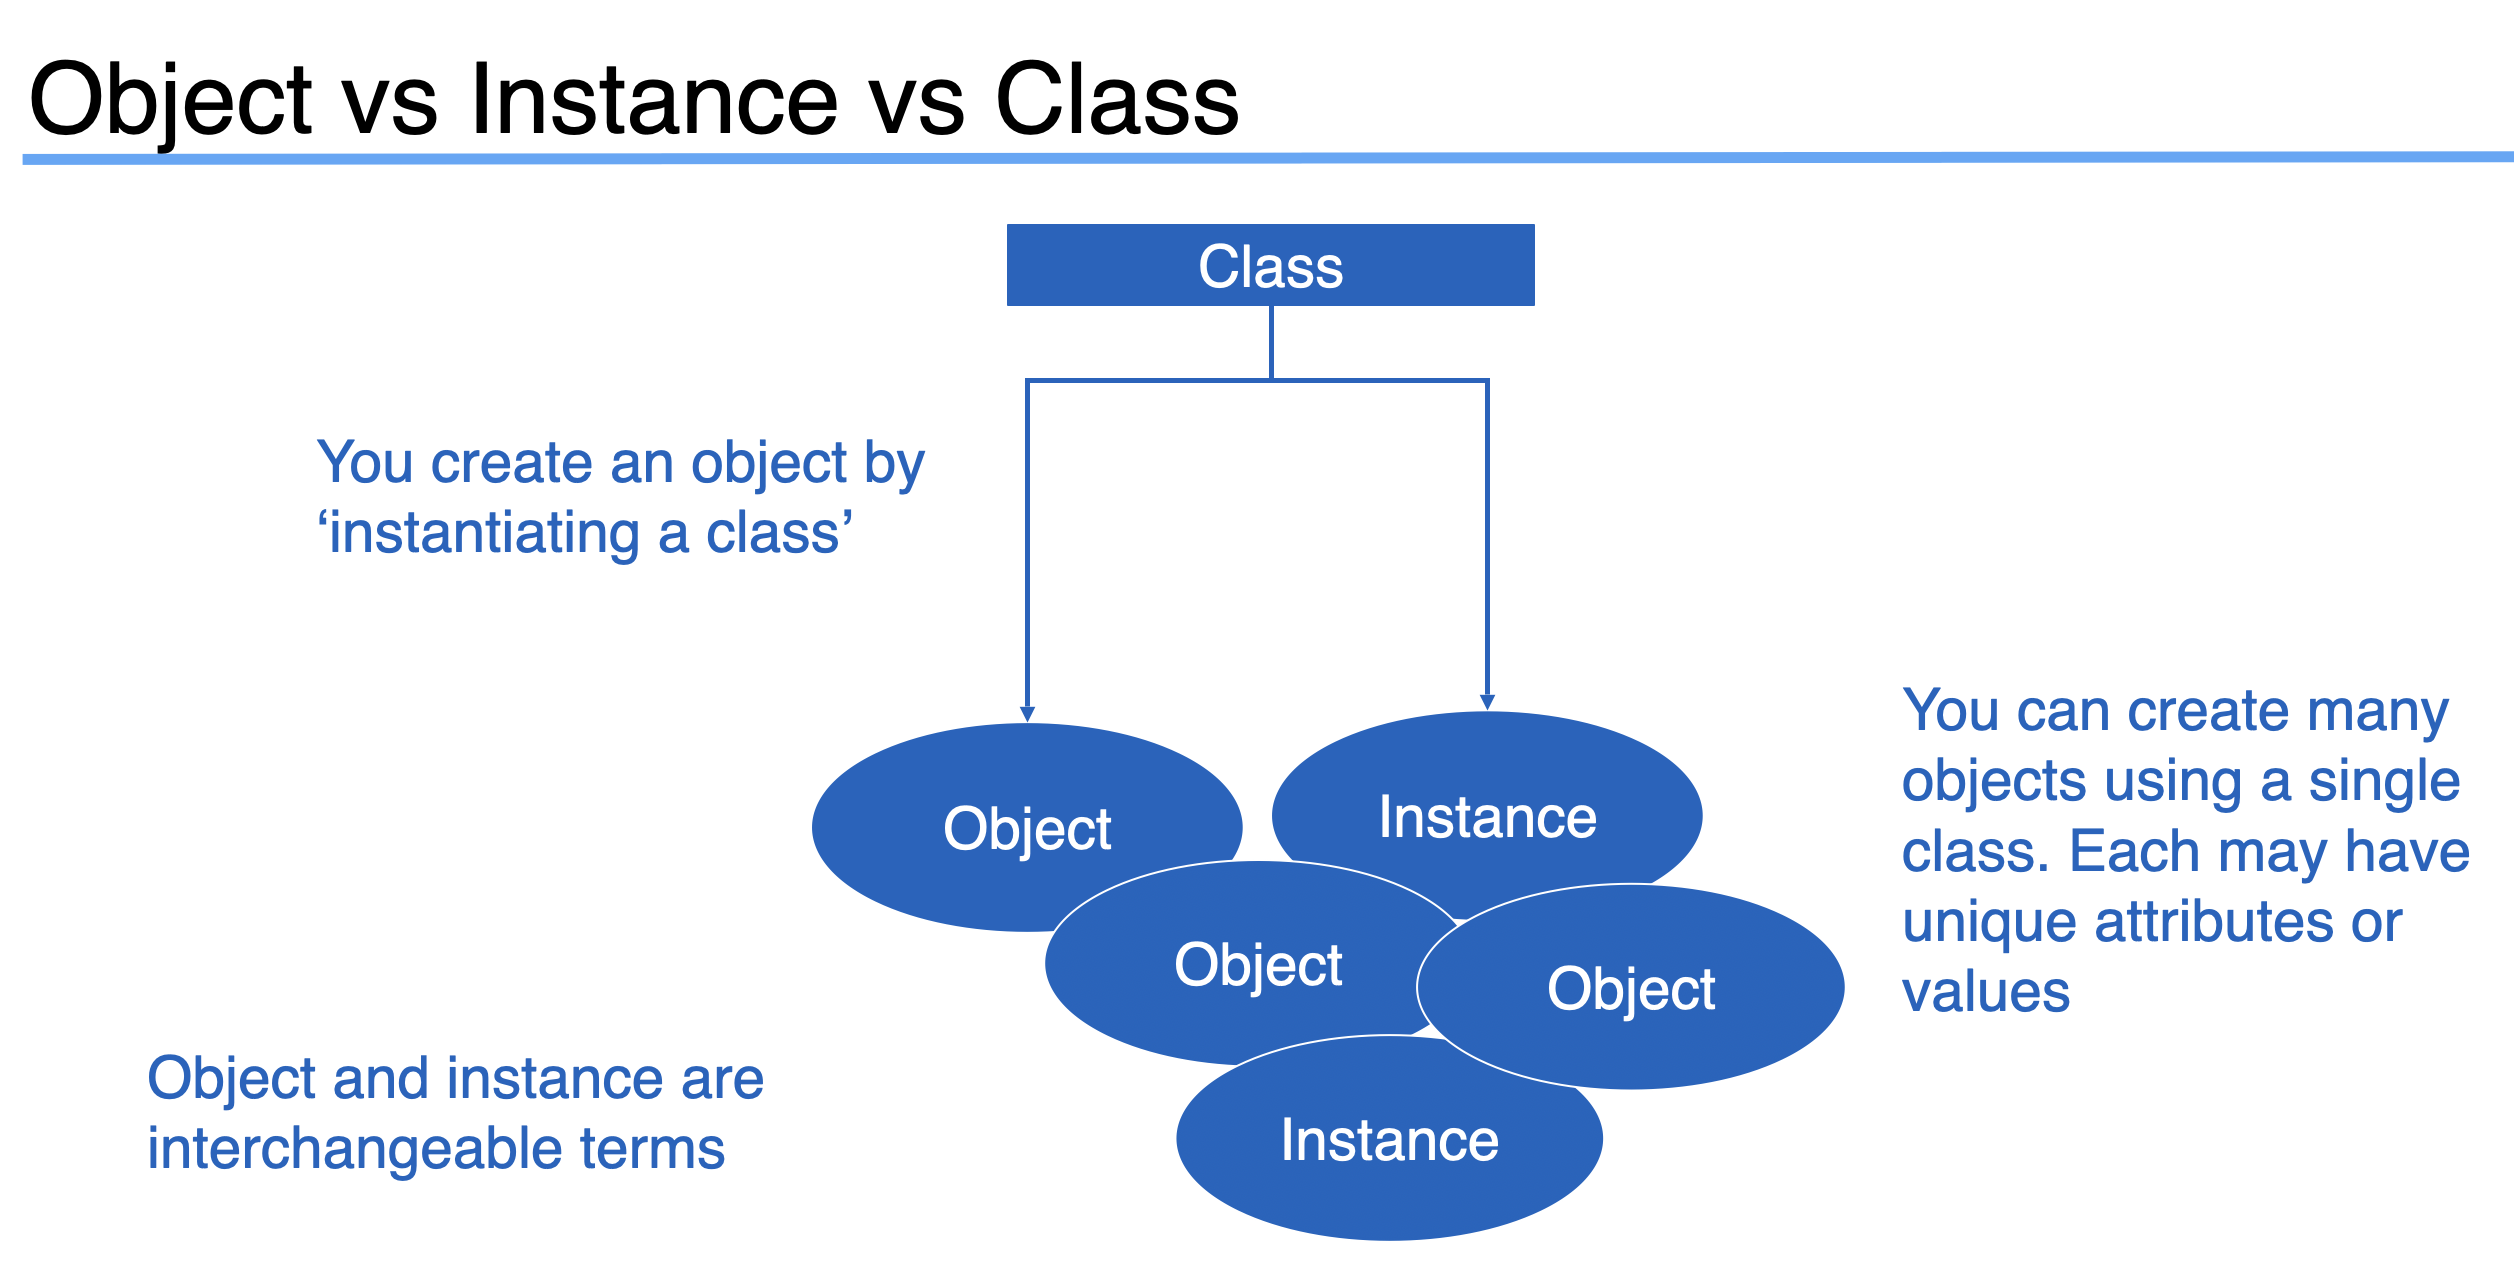 Object vs Instance vs Class
Class
You create an object by
‘instantiating a class’
Object
Instance
Object
Object
Instance
You can create many
objects using a single
class. Each may have
unique attributes or
values
Object and instance are
interchangeable terms